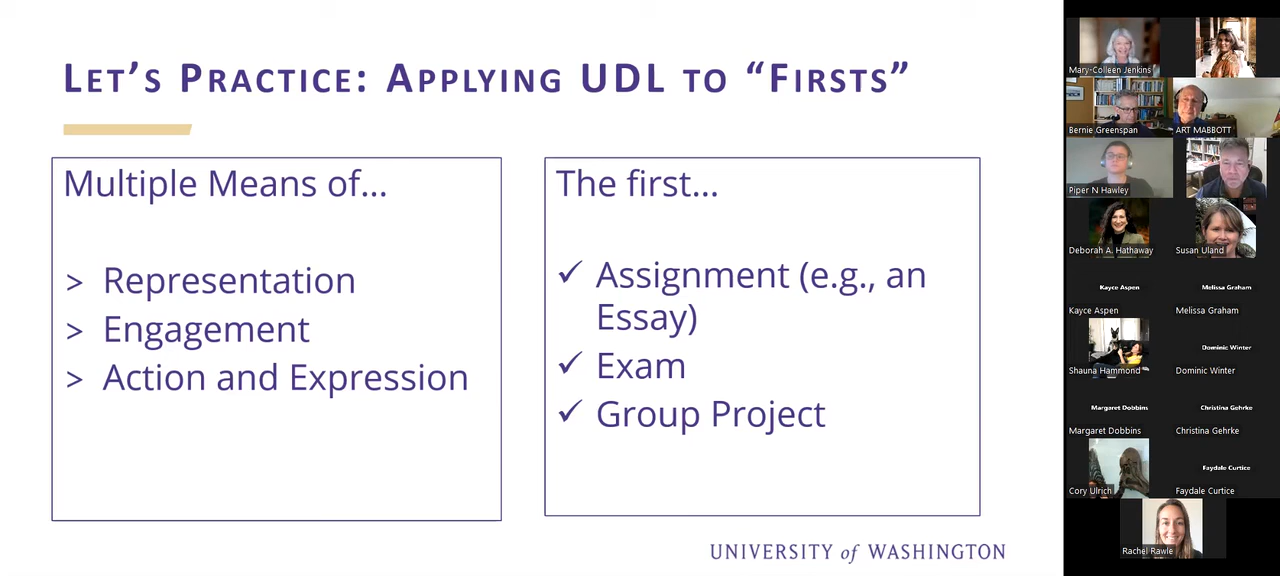 LET'S PRACTICE: APPLYING UDL TO “FIRSTS”
Multiple Means of...
> Representation
> Engagement
> Action and Expression
The first...
✓ Assignment (e.g., an
Essay)
✓ Exam
✓ Group Project
UNIVERSITY of WASHINGTON
Mary-Colleen Jenkins
Bernie Greenspan
ART MABBOTT
Piper N Hawley
Deborah A. Hathaway
Susan Uland
Kayce Aspen
Melissa Graham
Kayce Aspen
Melissa Graham
Dominic Winter
Shauna Hammond
Dominic Winter
Margaret Dobbins
Christina Gehrke
Margaret Dobbins
Christina Gehrke
Faydale Curtice
Cory Ulrich
Faydale Curtice
Rachel Rawle